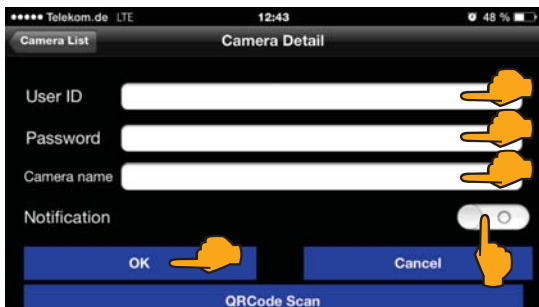 Telekom.de LTE 12:43 48 %
Camera List Camera Detail
User ID
Password
Camera name
Notification
OK Cancel
QRCode Scan